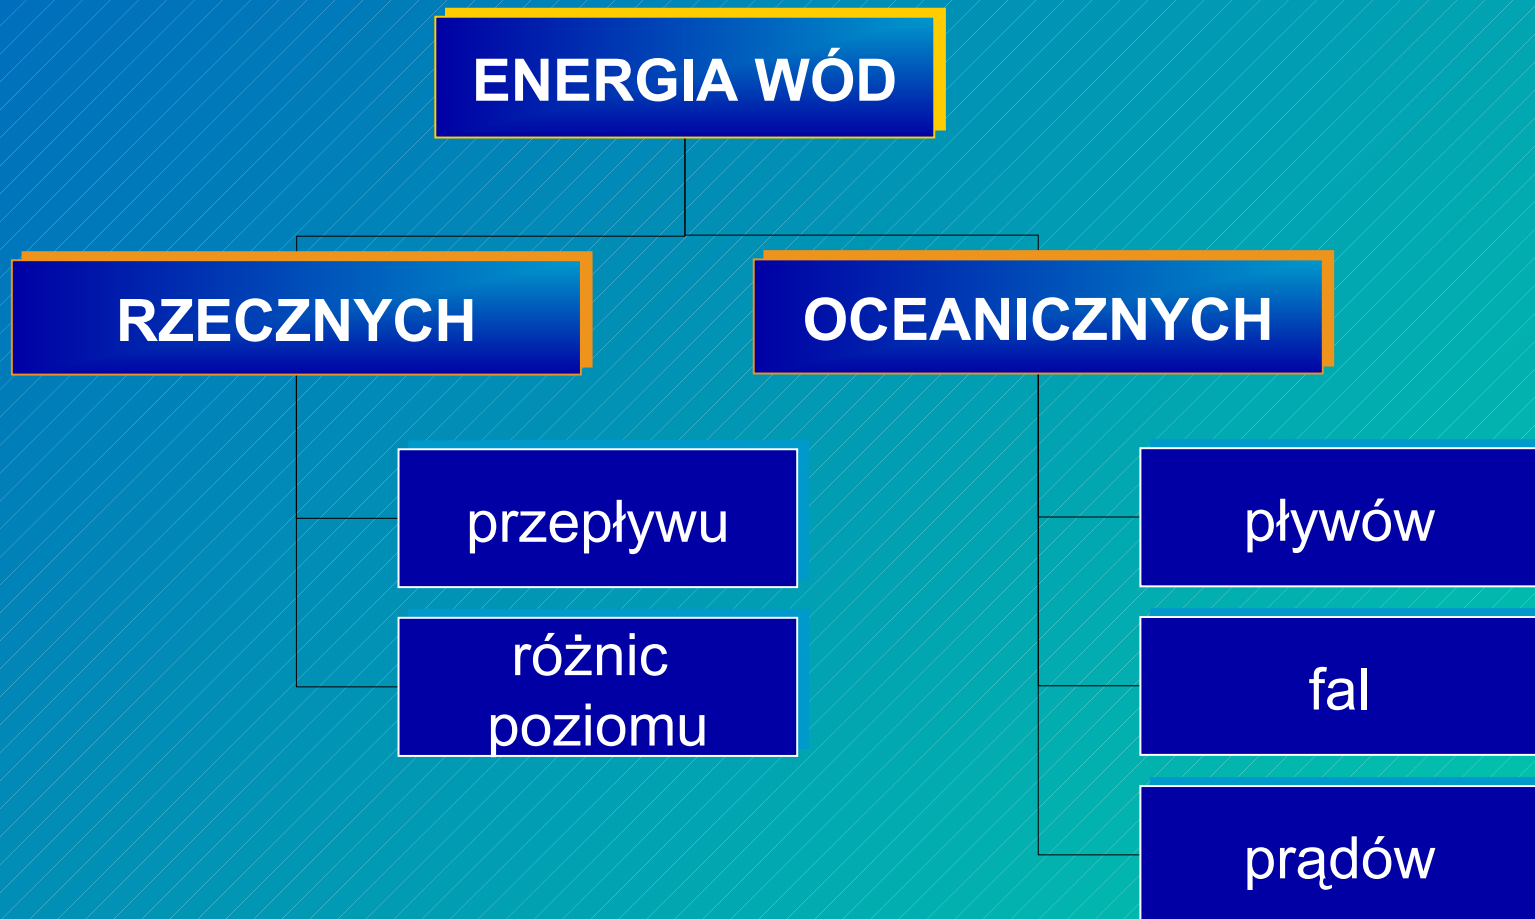 ENERGIA WÓD
RZECZNYCH
OCEANICZNYCH
przepływu
różnic
poziomu
pływów
fal
prądów